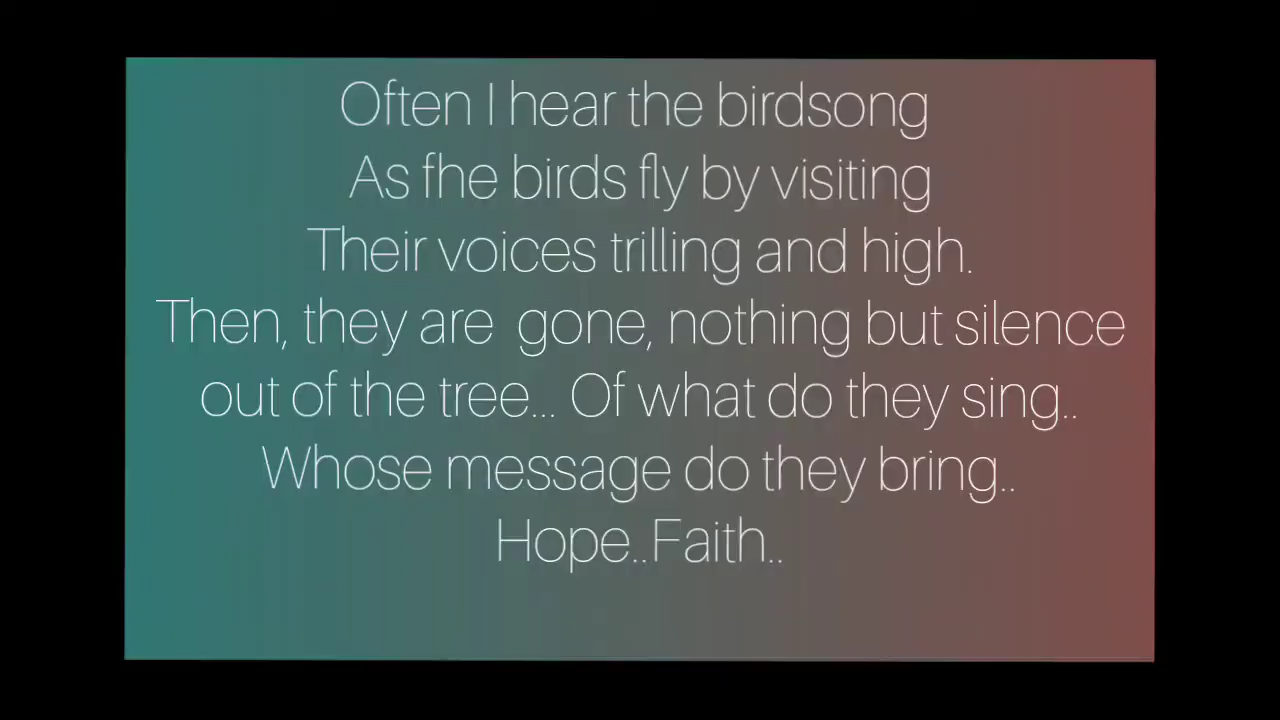 Often I hear the birdsong
As fhe birds fly by visiting
Their voices trilling and high.
Then, they are  gone, nothing but silence
out of the tree... Of what do they sing..
Whose message do they bring..
Hope..Faith..